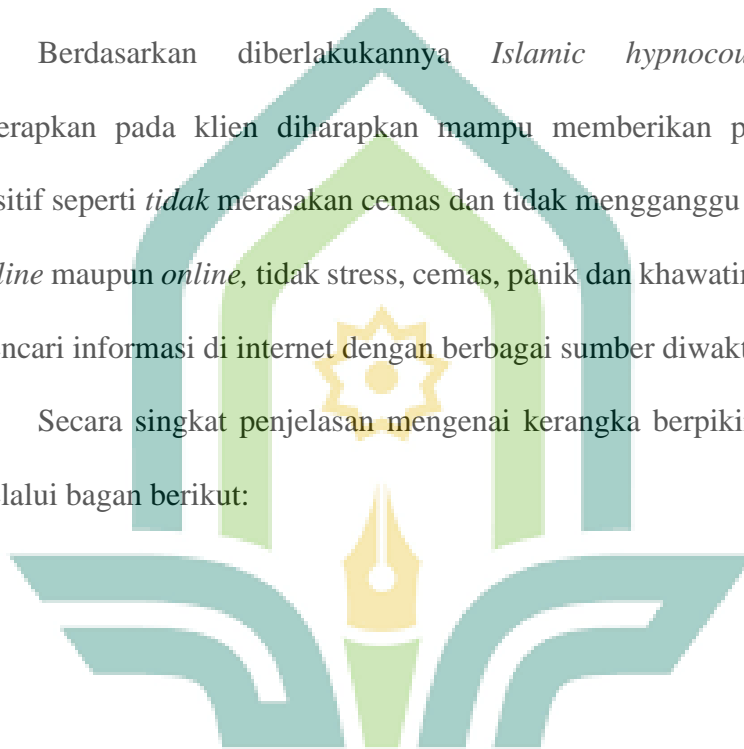 Berdasarkan diberlakukannya Islamic hypnocou
erapkan pada klien diharapkan mampu memberikan p
sitif seperti tidak merasakan cemas dan tidak mengganggu
line maupun online, tidak stress, cemas, panik dan khawatir
encari informasi di internet dengan berbagai sumber diwakt
Secara singkat penjelasan mengenai kerangka berpiki
elalui bagan berikut: